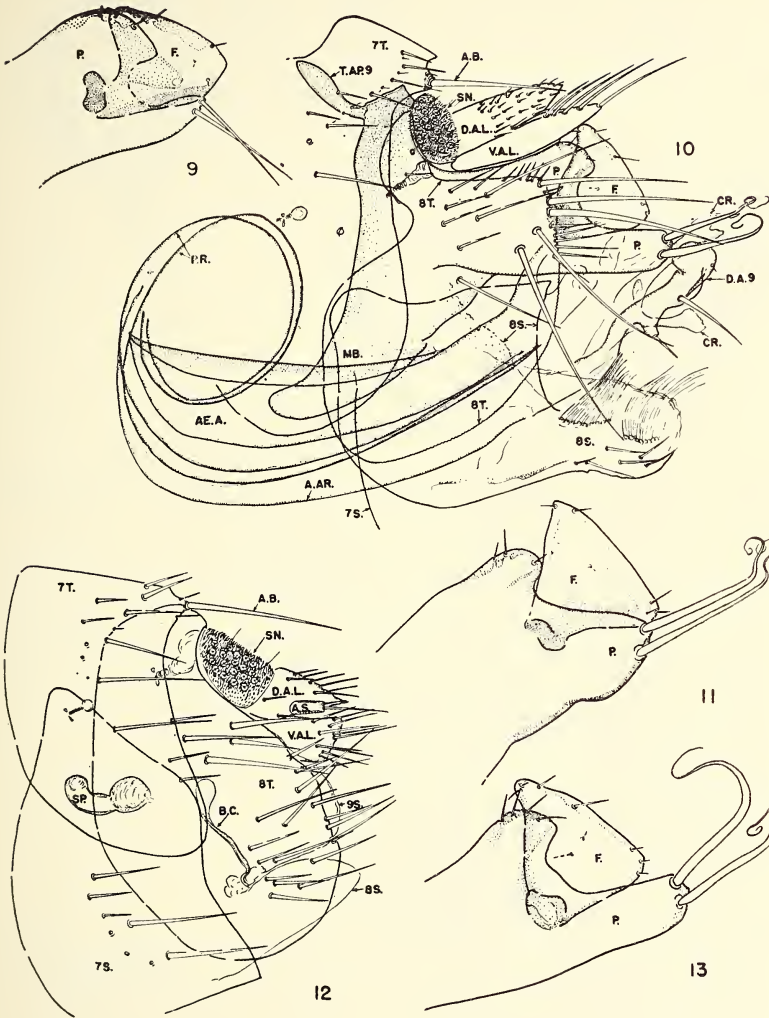 P.
F.
9
7T.
T.AP.9
A.B.
SN.
D.A.L.
V.A.L.
10
8T.
P.
F.
CR.
P.
D.A.9
P.R.
8S.
CR.
MB.
AE.A.
8T.
8S.
A.AR.
7S.
7T.
A.B.
SN.
F.
D.A.L.
A.S.
P.
V.A.L.
11
8T.
SP.
9S.
B.C.
F.
8S.
P.
7S.
12
13